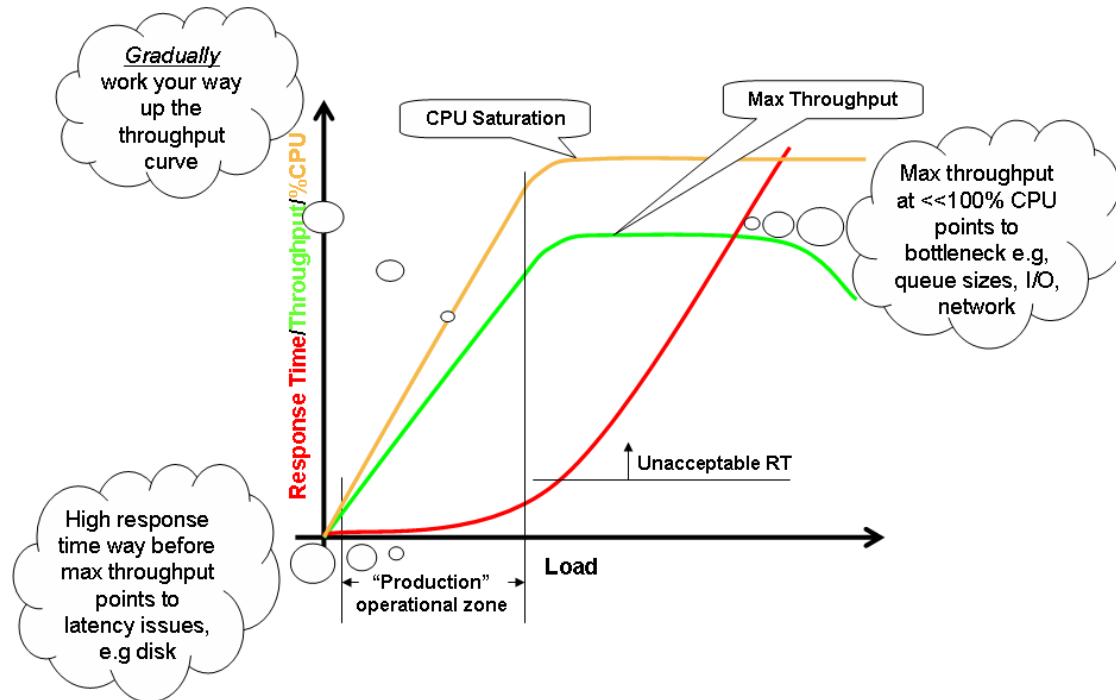 Gradually
work your way
up the
throughput
curve
CPU Saturation
Max Throughput
Max throughput
at <<100% CPU
points to
bottleneck e.g,
queue sizes, I/O,
network
Response Time/Throughput/%CPU
Unacceptable RT
High response
time way before
max throughput
points to
latency issues,
e.g disk
Load
“Production”
operational zone